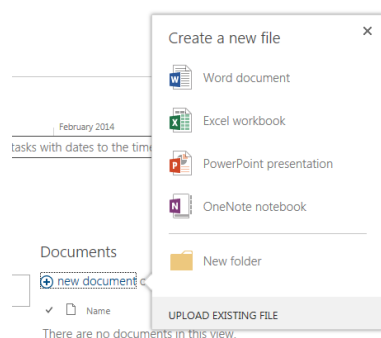 Create a new file
Word document
Excel workbook
PowerPoint presentation
OneNote notebook
New folder
UPLOAD EXISTING FILE
February 2014
tasks with dates to the time
Documents
new document
Name
There are no documents in this view.